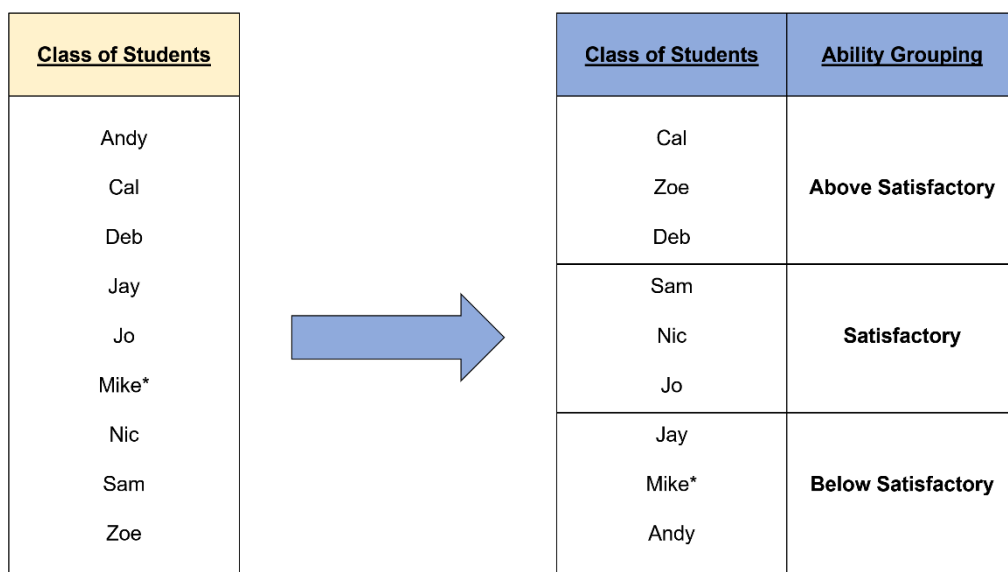 Class of Students
Andy
Cal
Deb
Jay
Jo
Mike*
Nic
Sam
Zoe
Class of Students Ability Grouping
Cal
Zoe Above Satisfactory
Deb
Sam
Nic Satisfactory
Jo
Jay
Mike* Below Satisfactory
Andy